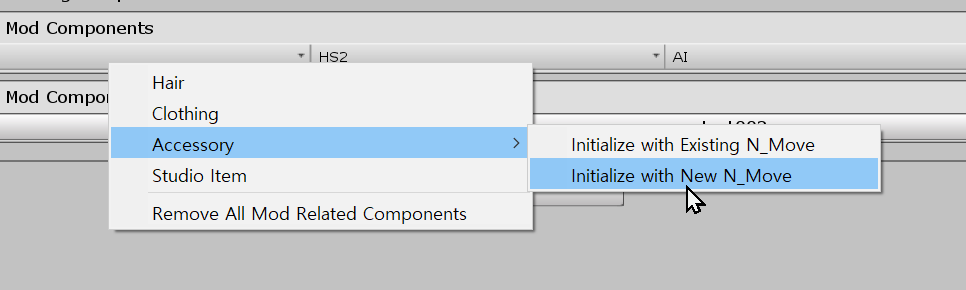 Mod Components
HS2
AI
Hair
Mod Compo
Clothing
Accessory
Initialize with Existing N_Move
Studio Item
Initialize with New N_Move
Remove All Mod Related Components